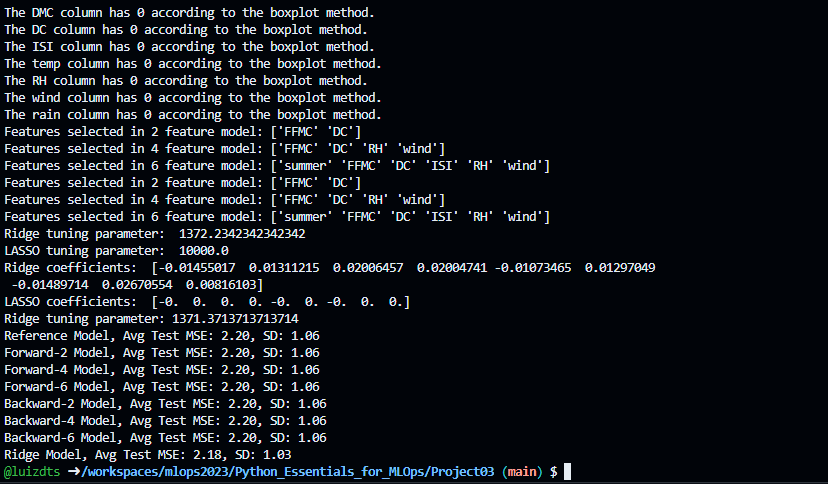 The DMC column has 0 according to the boxplot method.
The DC column has 0 according to the boxplot method.
The ISI column has 0 according to the boxplot method.
The temp column has 0 according to the boxplot method.
The RH column has 0 according to the boxplot method.
The wind column has 0 according to the boxplot method.
The rain column has 0 according to the boxplot method.
Features selected in 2 feature model: ['FFMC' 'DC']
Features selected in 4 feature model: ['FFMC' 'DC' 'RH' 'wind']
Features selected in 6 feature model: ['summer' 'FFMC' 'DC' 'ISI' 'RH' 'wind']
Features selected in 2 feature model: ['FFMC' 'DC']
Features selected in 4 feature model: ['FFMC' 'DC' 'RH' 'wind']
Features selected in 6 feature model: ['summer' 'FFMC' 'DC' 'ISI' 'RH' 'wind']
Ridge tuning parameter:  1372.2342342342342
LASSO tuning parameter:  10000.0
Ridge coefficients:  [-0.01455017  0.01311215  0.02006457  0.02004741 -0.01073465  0.01297049
 -0.01489714  0.02670554  0.00816103]
LASSO coefficients:  [-0.  0.  0.  0. -0.  0. -0.  0.  0.]
Ridge tuning parameter: 1371.3713713713714
Reference Model, Avg Test MSE: 2.20, SD: 1.06
Forward-2 Model, Avg Test MSE: 2.20, SD: 1.06
Forward-4 Model, Avg Test MSE: 2.20, SD: 1.06
Forward-6 Model, Avg Test MSE: 2.20, SD: 1.06
Backward-2 Model, Avg Test MSE: 2.20, SD: 1.06
Backward-4 Model, Avg Test MSE: 2.20, SD: 1.06
Backward-6 Model, Avg Test MSE: 2.20, SD: 1.06
Ridge Model, Avg Test MSE: 2.18, SD: 1.03
@luizdts ➜/workspaces/mlops2023/Python_Essentials_for_MLOps/Project03 (main) $